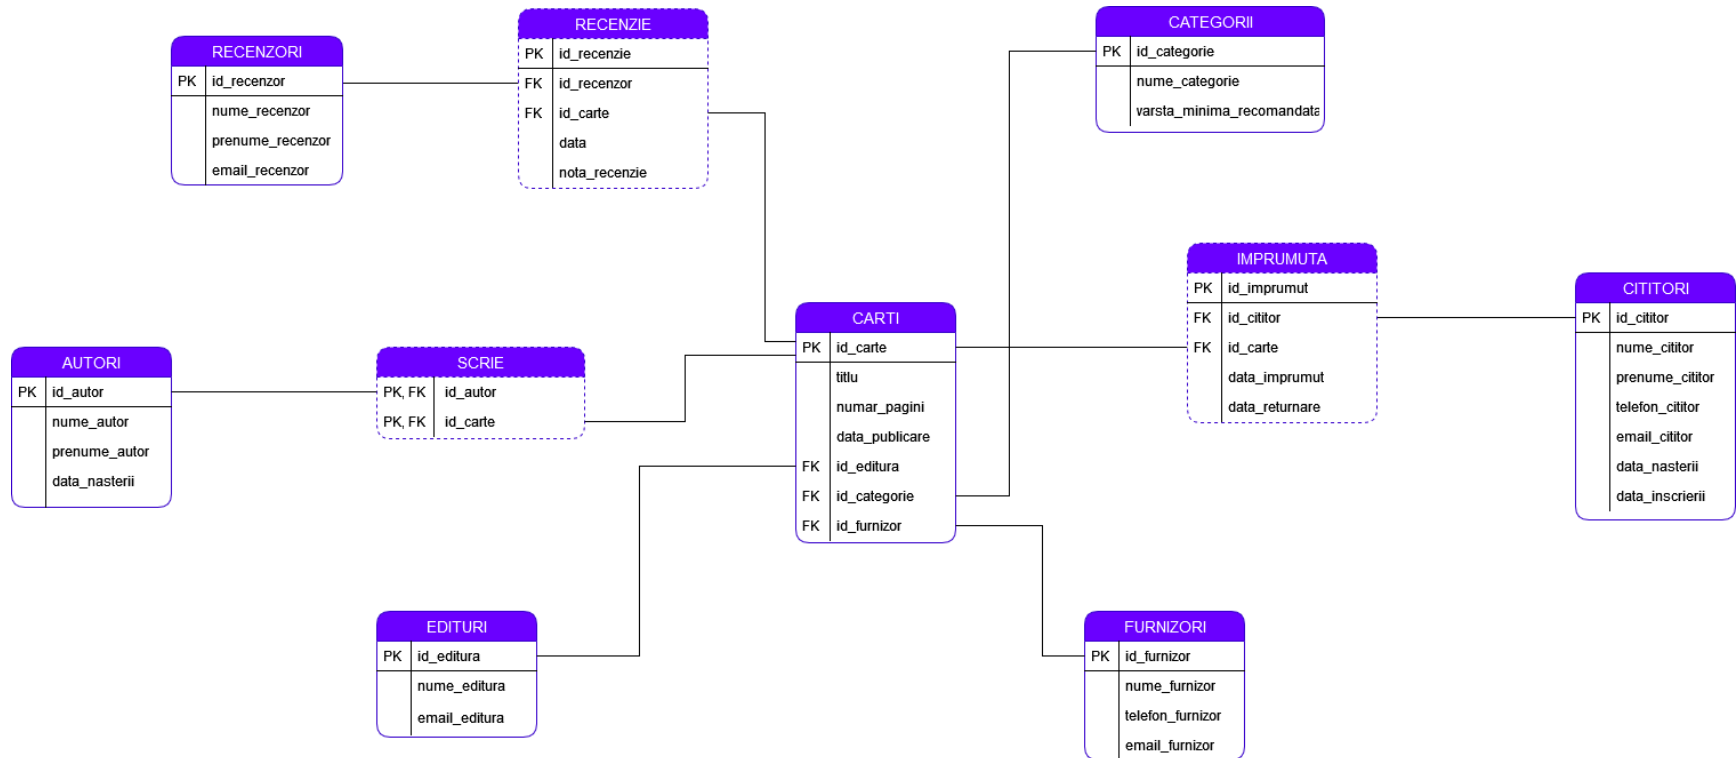 RECENZORI
PK id_recenzor
nume_recenzor
prenume_recenzor
email_recenzor
RECENZIE
PK id_recenzie
FK id_recenzor
FK id_carte
data
nota_recenzie
CATEGORII
PK id_categorie
nume_categorie
varsta_minima_recomandata
AUTORI
PK id_autor
nume_autor
prenume_autor
data_nasterii
SCRIE
PK, FK id_autor
PK, FK id_carte
CARTI
PK id_carte
titlu
numar_pagini
data_publicare
FK id_editura
FK id_categorie
FK id_furnizor
IMPRUMUTA
PK id_imprumut
FK id_cititor
FK id_carte
data_imprumut
data_returnare
CITITORI
PK id_cititor
nume_cititor
prenume_cititor
telefon_cititor
email_cititor
data_nasterii
data_inscrierii
EDITURI
PK id_editura
nume_editura
email_editura
FURNIZORI
PK id_furnizor
nume_furnizor
telefon_furnizor
email_furnizor